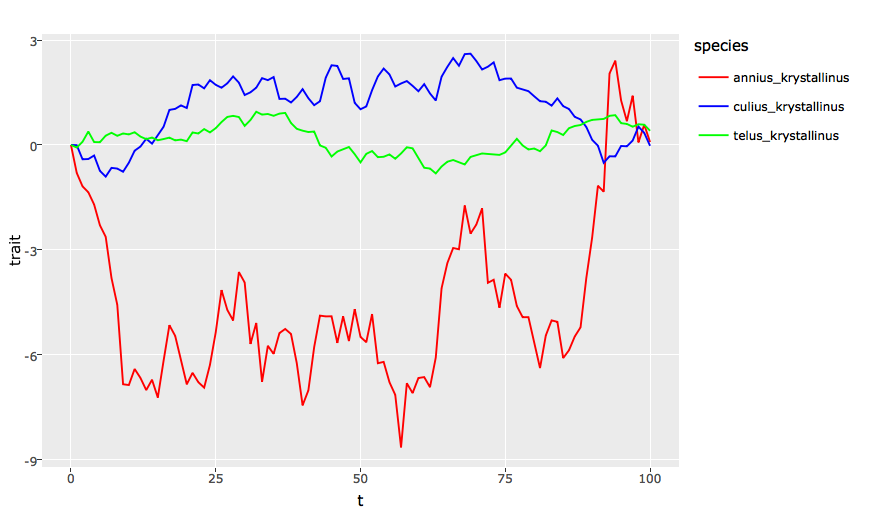 species
annius_krystallinus
culius_krystallinus
telus_krystallinus
trait
3
0
-3
-6
-9
0 25 50 75 100
t